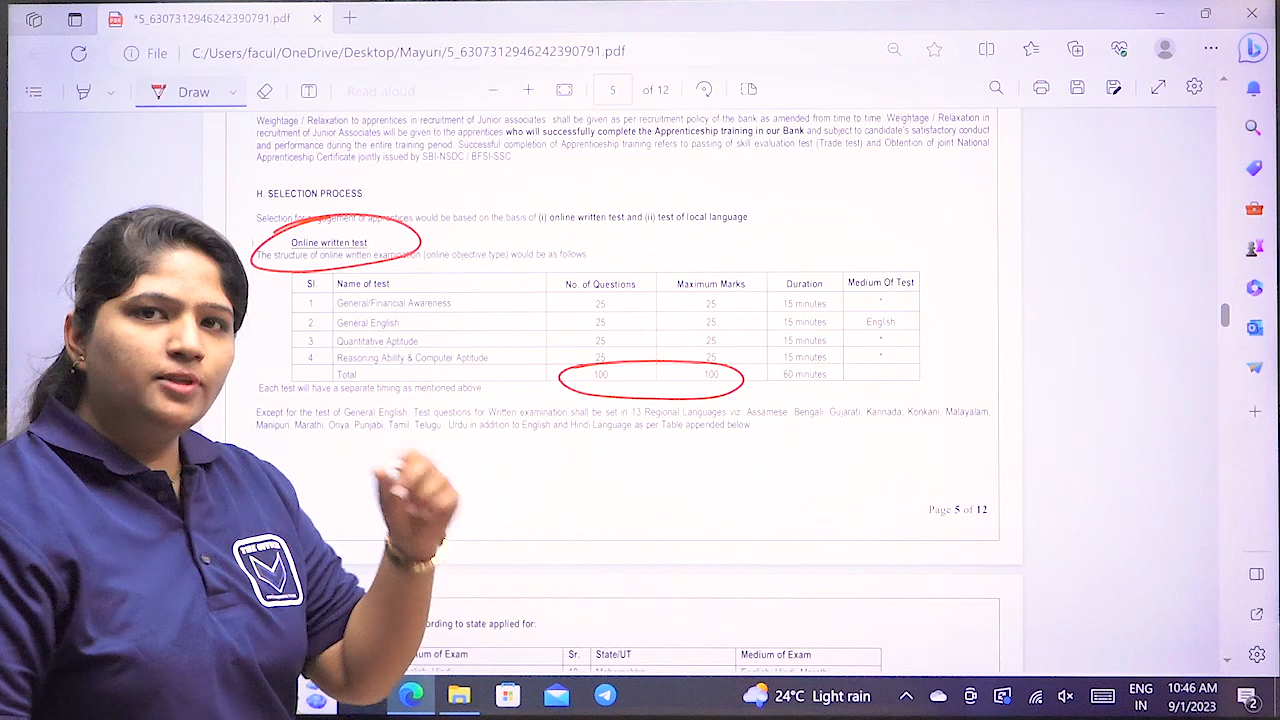 *5_6307312946242390791.pdf
File C:/Users/facul/OneDrive/Desktop/Mayuri/5_6307312946242390791.pdf
Draw Read aloud 5 of 12
Weightage / Relaxation to apprentices in recruitment of Junior associates shall be given as per recruitment policy of the bank as amended from time to time. Weightage / Relaxation in
recruitment of Junior Associates will be given to the apprentices who will successfully complete the Apprenticeship training in our Bank and subject to candidate's satisfactory conduct
and performance during the entire training period. Successful completion of Apprenticeship training refers to passing of skill evaluation test (Trade test) and Obtention of joint National
Apprenticeship Certificate jointly issued by SBI-NSDC / BFSI-SSC .
H. SELECTION PROCESS
Selection for engagement of apprentices would be based on the basis of (i) online written test and (ii) test of local language
Online written test
The structure of online written examination (online objective type) would be as follows
Sl Name of test No. of Questions Maximum Marks Duration Medium Of Test
1 General/Financial Awareness 25 25 15 minutes *
2 General English 25 25 15 minutes English
3 Quantitative Aptitude 25 25 15 minutes *
4 Reasoning Ability & Computer Aptitude 25 25 15 minutes *
Total 100 100 60 minutes
Each test will have a separate timing as mentioned above
Except for the test of General English, Test questions for Written examination shall be set in 13 Regional Languages viz. Assamese, Bengali, Gujarati, Kannada, Konkani, Malayalam,
Manipuri, Marathi, Oriya, Punjabi, Tamil, Telugu , Urdu in addition to English and Hindi Language as per Table appended below
Page 5 of 12
ording to state applied for:
um of Exam Sr. State/UT Medium of Exam
24°C Light rain ENG 10:46 AM
IN 9/1/2023
2